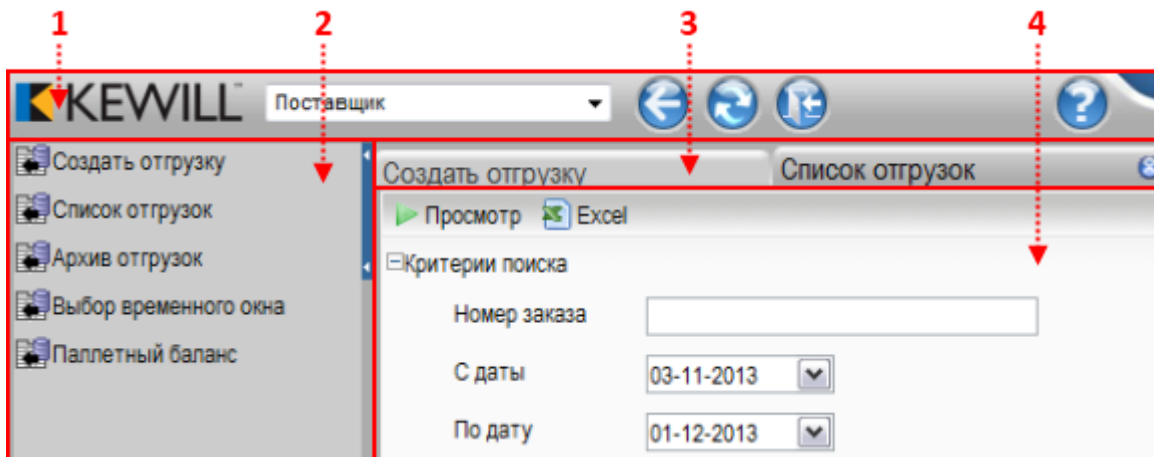 1 2 3 4
KEWILL™ Поставщик
Создать отгрузку
Список отгрузок
Архив отгрузок
Выбор временного окна
Паллетный баланс
Создать отгрузку Список отгрузок
Просмотр Excel
Критерии поиска
Номер заказа
С даты 03-11-2013
По дату 01-12-2013